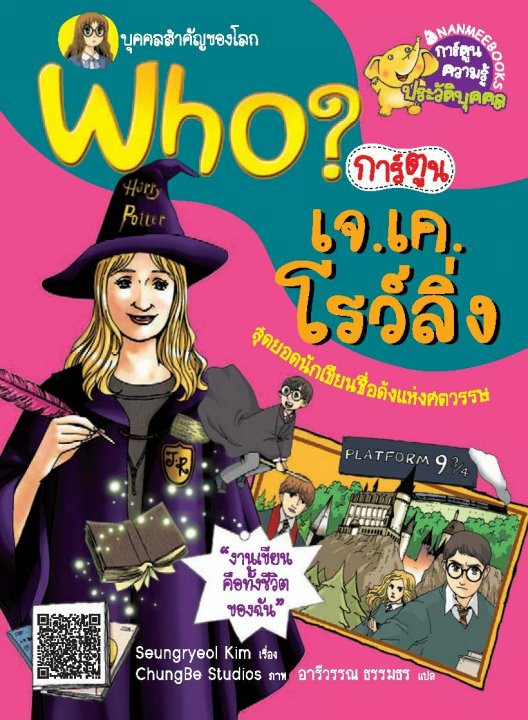 บุคคลสำคัญของโลก
NANMEEBOOKS
การ์ตูน
ความรู้
ประวัติบุคคล
Who?
การ์ตูน
Harry
Potter
เจ.เค.
โรว์ลิ่ง
สุดยอดนักเขียนชื่อดังแห่งศตวรรษ
PLATFORM 9 3/4
J.R
“งานเขียน
คือทั้งชีวิต
ของฉัน”
Seungryeol Kim เรื่อง
ChungBe Studios ภาพ อารีวรรณ ธรรมธร แปล